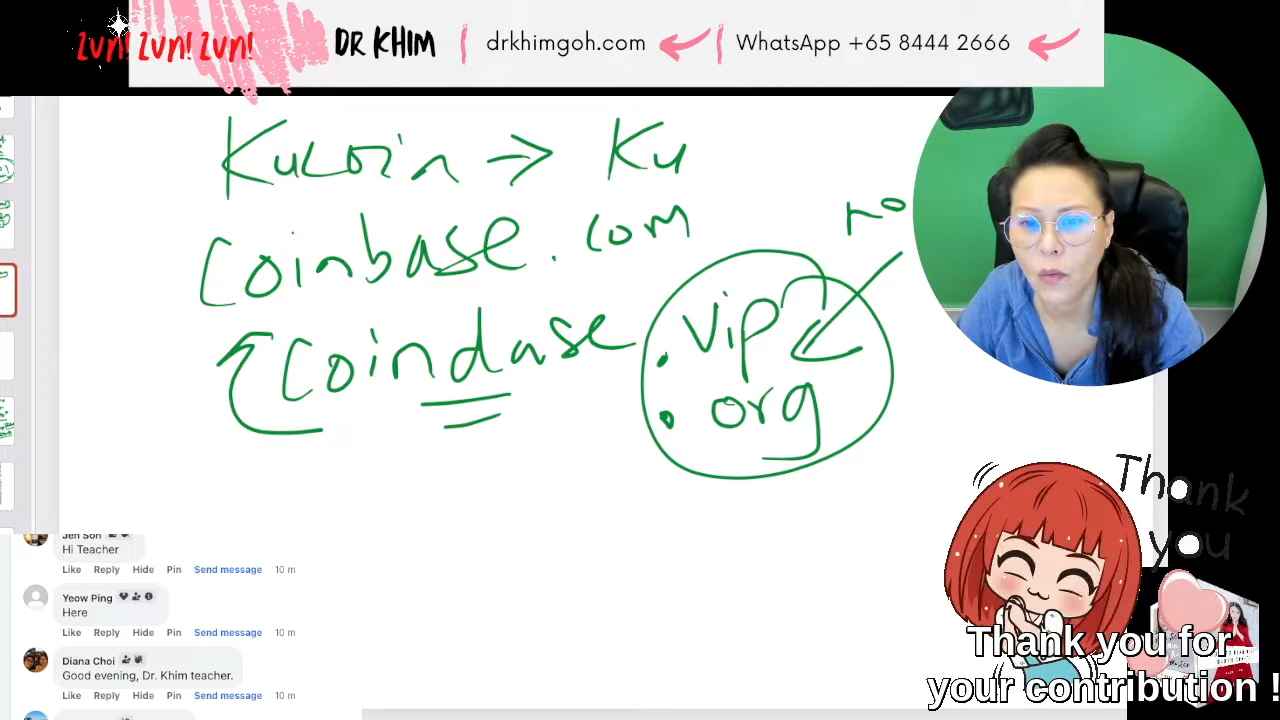 ZUN! ZUN! ZUN!
DR KHIM
drkhimgoh.com
WhatsApp +65 8444 2666
Kucoin → Ku
Coinbase.com
no
Coindase
.vip
.org
Jen Son
Hi Teacher
Like Reply Hide Pin Send message 10 m
Yeow Ping
Here
Like Reply Hide Pin Send message 10 m
Diana Choi
Good evening, Dr. Khim teacher.
Like Reply Hide Pin Send message 10 m
Thank
you
Thank you for
your contribution !